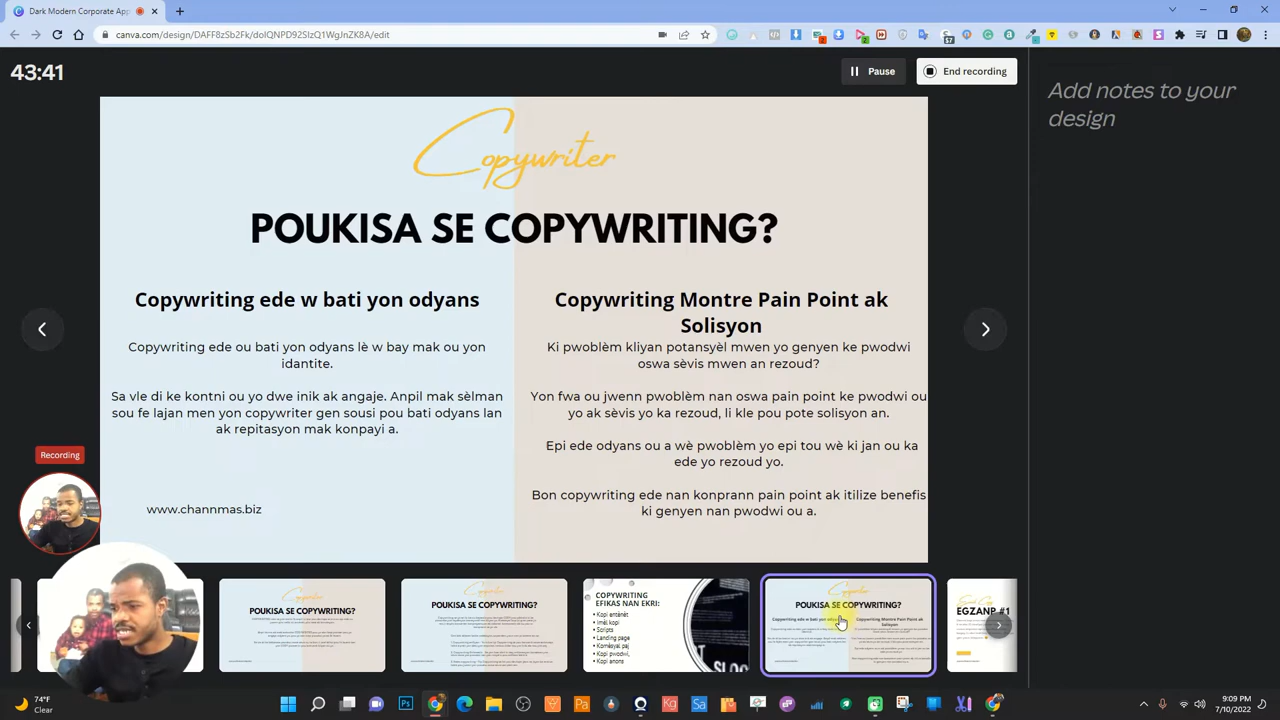 Dark Modern Corporate App
canva.com/design/DAFF8zSb2Fk/doIQNPD92SlzQ1WgJnZK8A/edit
43:41
Pause
End recording
Add notes to your
design
Copywriter
POUKISA SE COPYWRITING?
Copywriting ede w bati yon odyans
Copywriting ede ou bati yon odyans lè w bay mak ou yon
idantite.
Sa vle di ke kontni ou yo dwe inik ak angaje. Anpil mak sèlman
sou fe lajan men yon copywriter gen sousi pou bati odyans lan
ak repitasyon mak konpayi a.
www.channmas.biz
Copywriting Montre Pain Point ak
Solisyon
Ki pwoblèm kliyan potansyèl mwen yo genyen ke pwodwi
oswa sèvis mwen an rezoud?
Yon fwa ou jwenn pwoblèm nan oswa pain point ke pwodwi ou
yo ak sèvis yo ka rezoud, li kle pou pote solisyon an.
Epi ede odyans ou a wè pwoblèm yo epi tou wè ki jan ou ka
ede yo rezoud yo.
Bon copywriting ede nan konprann pain point ak itilize benefis
ki genyen nan pwodwi ou a.
Recording
POUKISA SE COPYWRITING?
POUKISA SE COPYWRITING?
COPYWRITING
EFIKAS NAN EKRI:
• Kopi entènèt
• Imèl kopi
• Scripts
• Landing page
• Komèsyal kopi
• Kopi pwodwi,
• Kopi anons
POUKISA SE COPYWRITING?
Copywriting Montre Pain Point ak
Solisyon
EGZANP #1
74°F
Clear
9:09 PM
7/10/2022